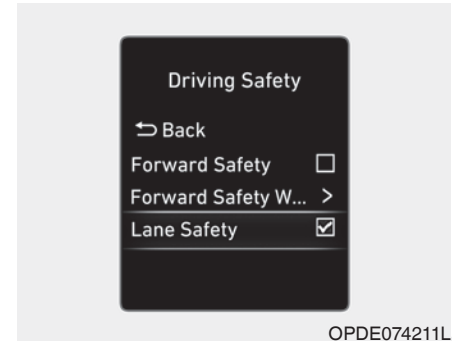 Driving Safety
Back
Forward Safety
Forward Safety W... >
Lane Safety
OPDE074211L